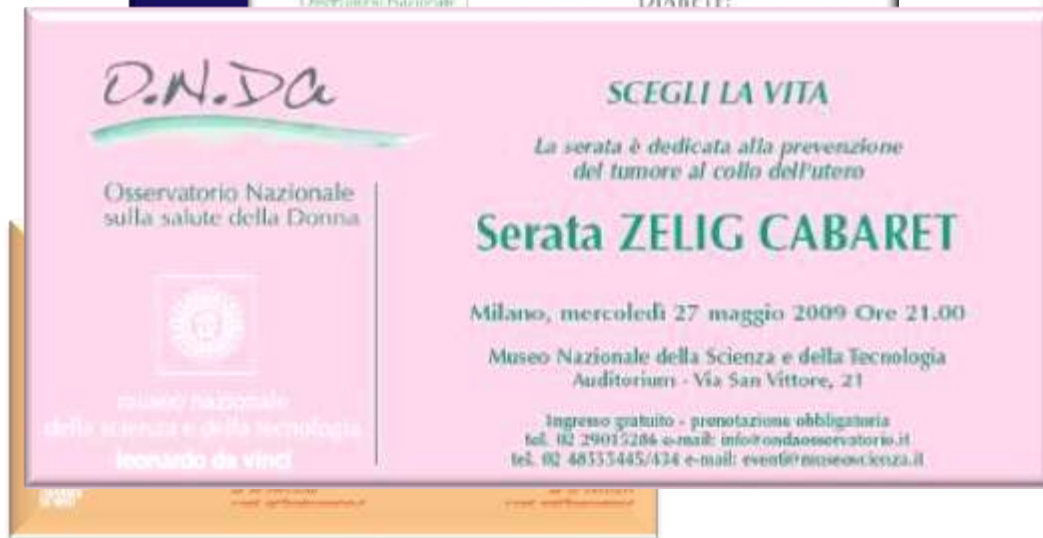 Osservatorio Nazionale
DIABETE:
O.N.Da
Osservatorio Nazionale
sulla salute della Donna
museo nazionale
della scienza e della tecnologia
leonardo da vinci
SCEGLI LA VITA
La serata è dedicata alla prevenzione
del tumore al collo dell'utero
Serata ZELIG CABARET
Milano, mercoledì 27 maggio 2009 Ore 21.00
Museo Nazionale della Scienza e della Tecnologia
Auditorium - Via San Vittore, 21
Ingresso gratuito - prenotazione obbligatoria
tel. 02 29015286 e-mail: info@ondaosservatorio.it
tel. 02 48555445/434 e-mail: eventi@museoscienza.it